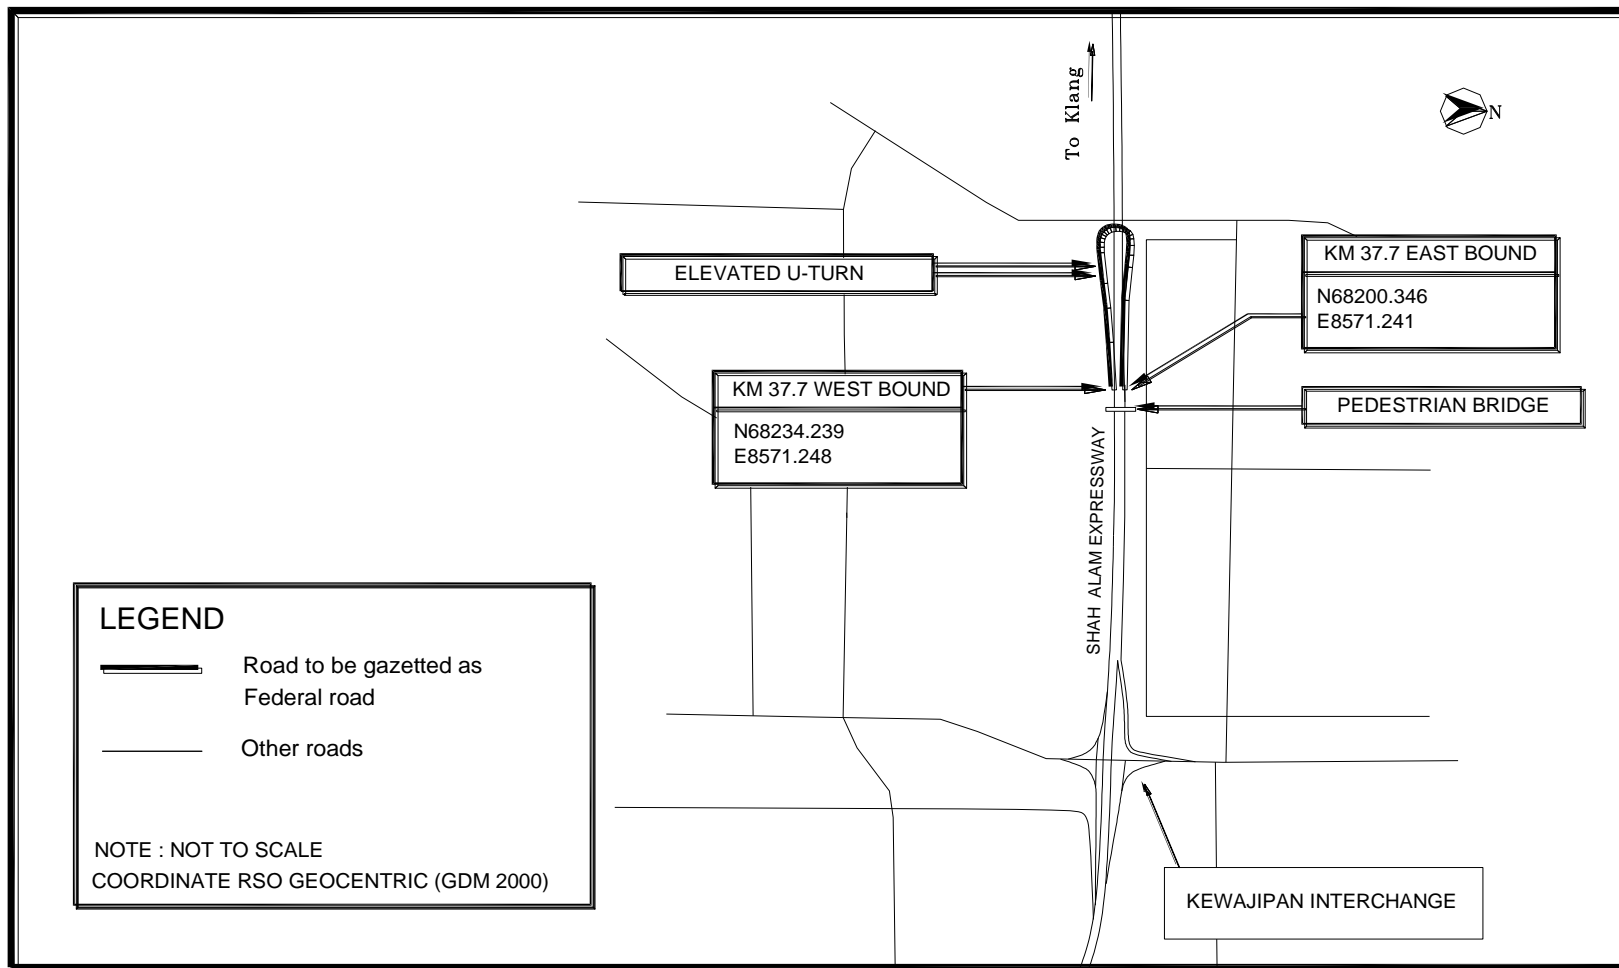 To Klang
N
ELEVATED U-TURN
KM 37.7 EAST BOUND
N68200.346
E8571.241
KM 37.7 WEST BOUND
N68234.239
E8571.248
PEDESTRIAN BRIDGE
SHAH ALAM EXPRESSWAY
LEGEND
Road to be gazetted as
Federal road
Other roads
NOTE : NOT TO SCALE
COORDINATE RSO GEOCENTRIC (GDM 2000)
KEWAJIPAN INTERCHANGE